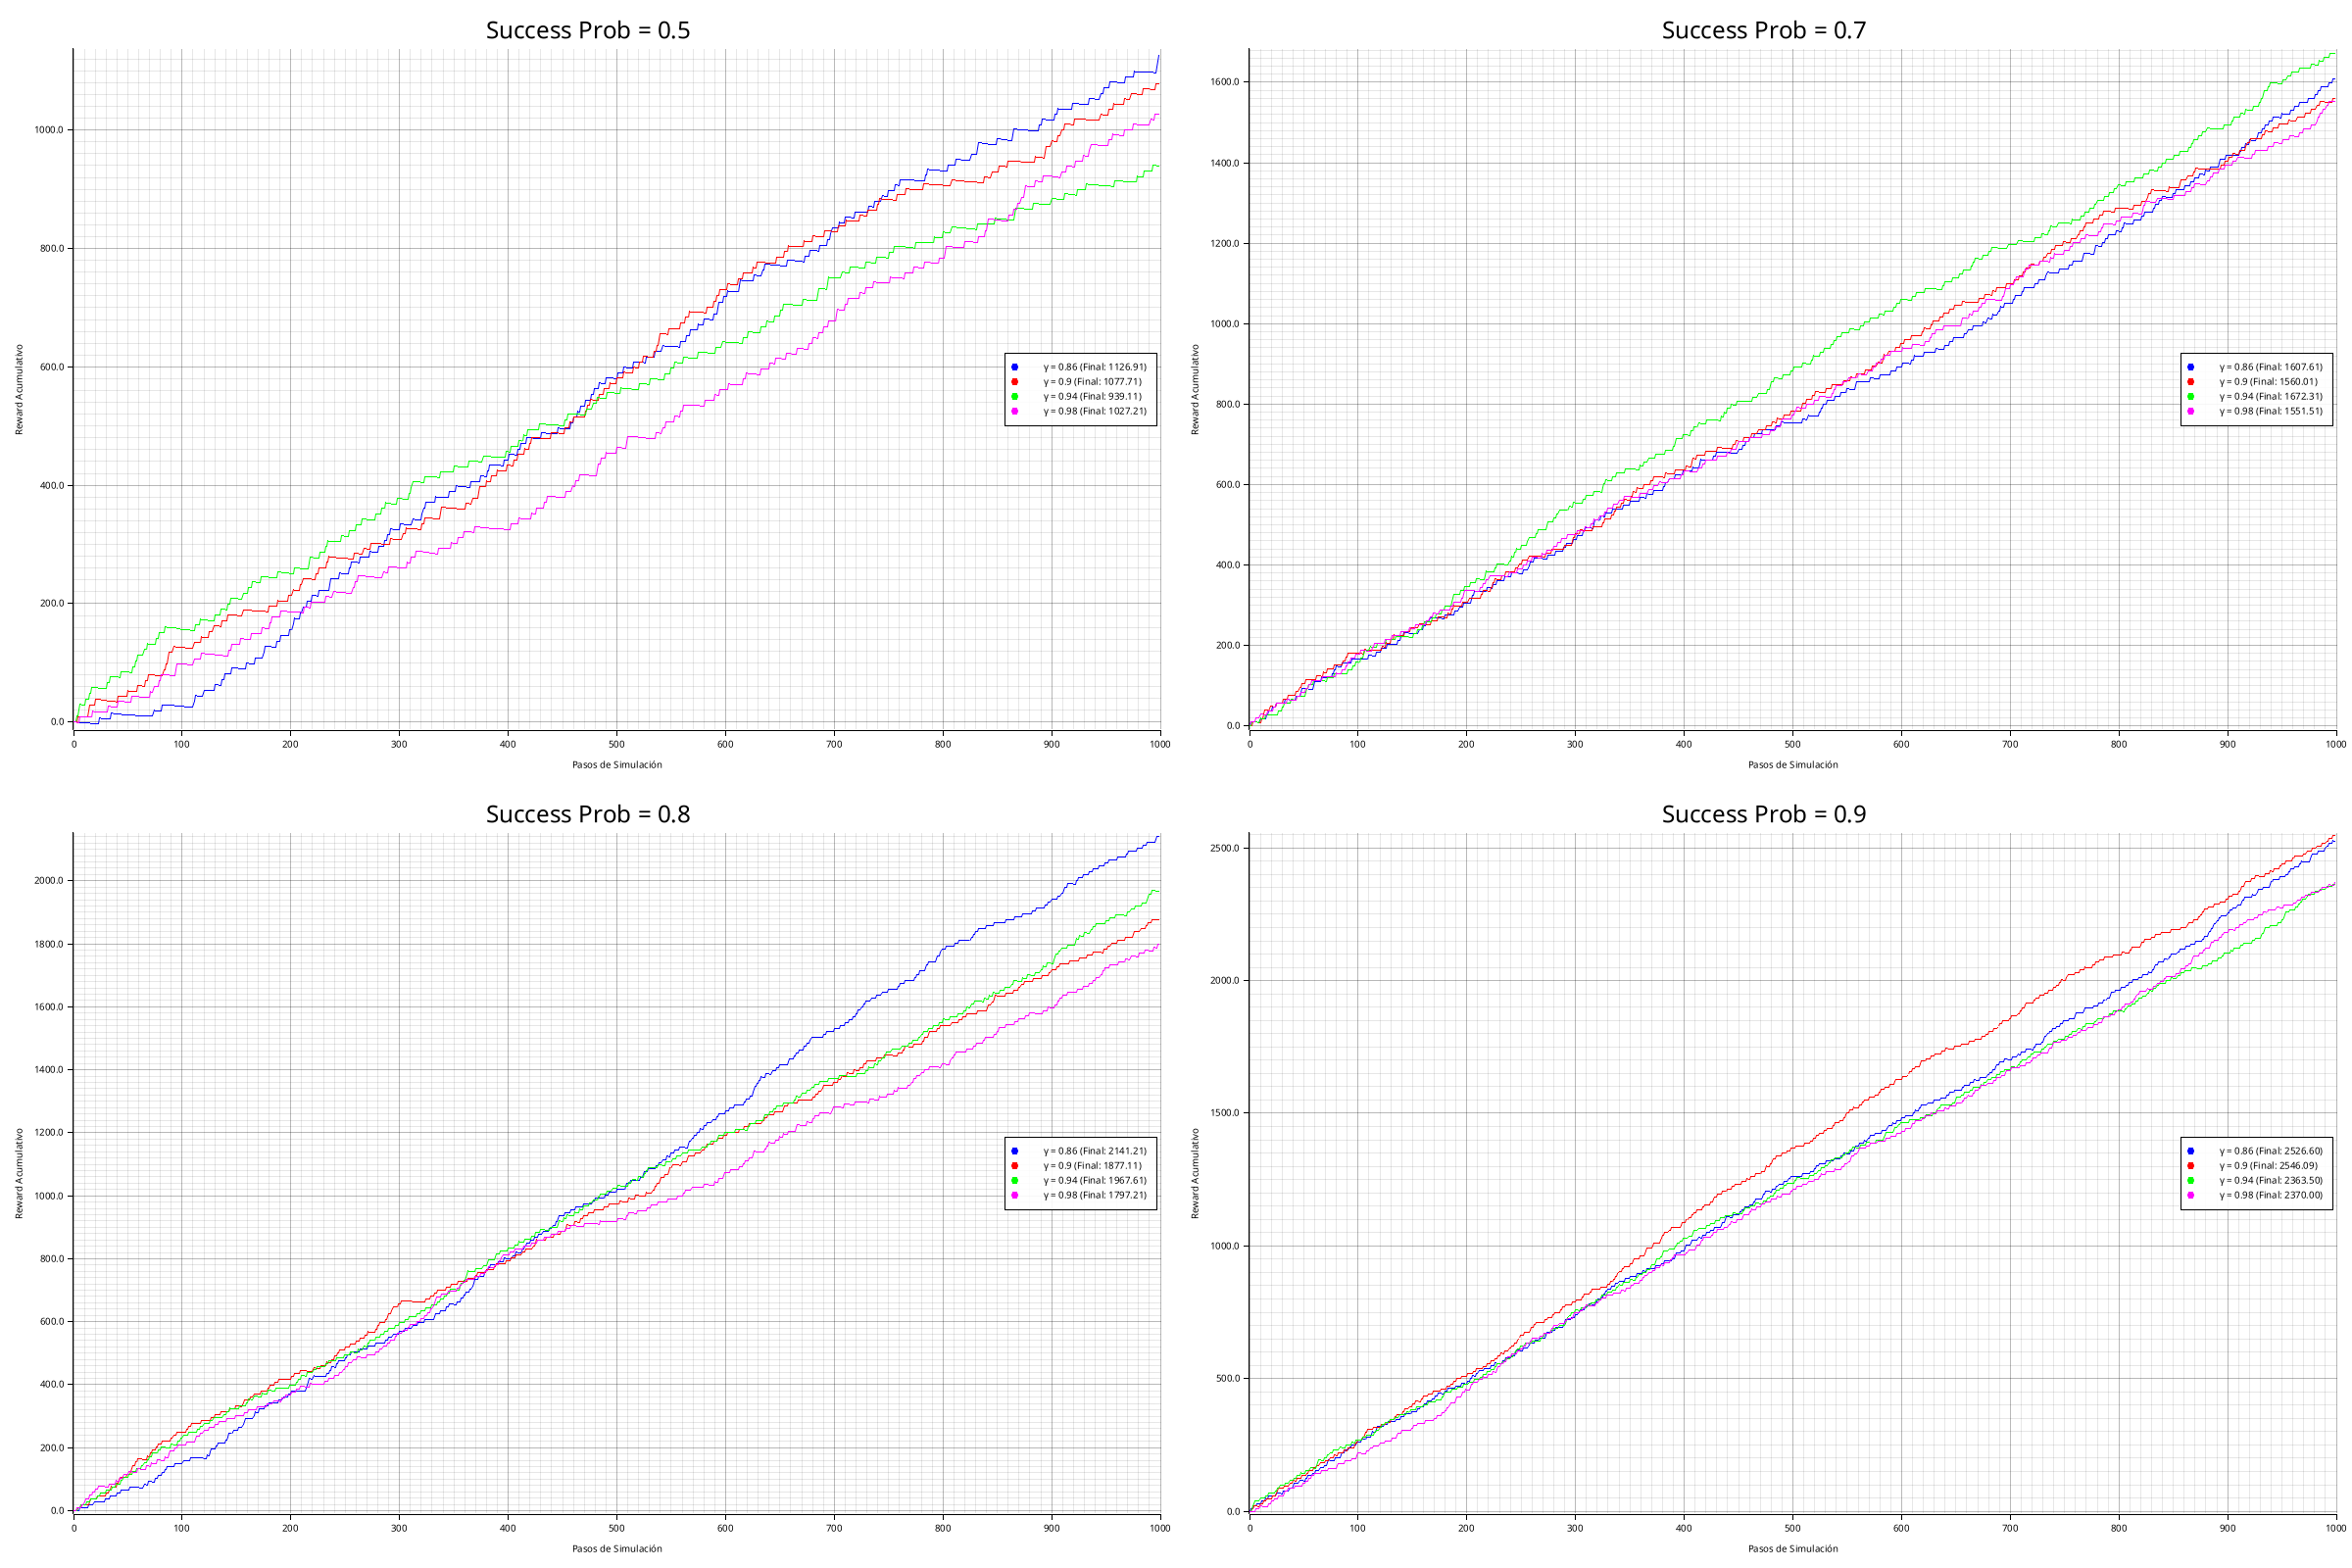 Success Prob = 0.5
Reward Acumulativo
1000.0
800.0
600.0
400.0
200.0
0.0
0 100 200 300 400 500 600 700 800 900 1000
Pasos de Simulación
γ = 0.86 (Final: 1126.91)
γ = 0.9 (Final: 1077.71)
γ = 0.94 (Final: 939.11)
γ = 0.98 (Final: 1027.21)
Success Prob = 0.7
Reward Acumulativo
1600.0
1400.0
1200.0
1000.0
800.0
600.0
400.0
200.0
0.0
0 100 200 300 400 500 600 700 800 900 1000
Pasos de Simulación
γ = 0.86 (Final: 1607.61)
γ = 0.9 (Final: 1560.01)
γ = 0.94 (Final: 1672.31)
γ = 0.98 (Final: 1551.51)
Success Prob = 0.8
Reward Acumulativo
2000.0
1800.0
1600.0
1400.0
1200.0
1000.0
800.0
600.0
400.0
200.0
0.0
0 100 200 300 400 500 600 700 800 900 1000
Pasos de Simulación
γ = 0.86 (Final: 2141.21)
γ = 0.9 (Final: 1877.11)
γ = 0.94 (Final: 1967.61)
γ = 0.98 (Final: 1797.21)
Success Prob = 0.9
Reward Acumulativo
2500.0
2000.0
1500.0
1000.0
500.0
0.0
0 100 200 300 400 500 600 700 800 900 1000
Pasos de Simulación
γ = 0.86 (Final: 2526.60)
γ = 0.9 (Final: 2546.09)
γ = 0.94 (Final: 2363.50)
γ = 0.98 (Final: 2370.00)